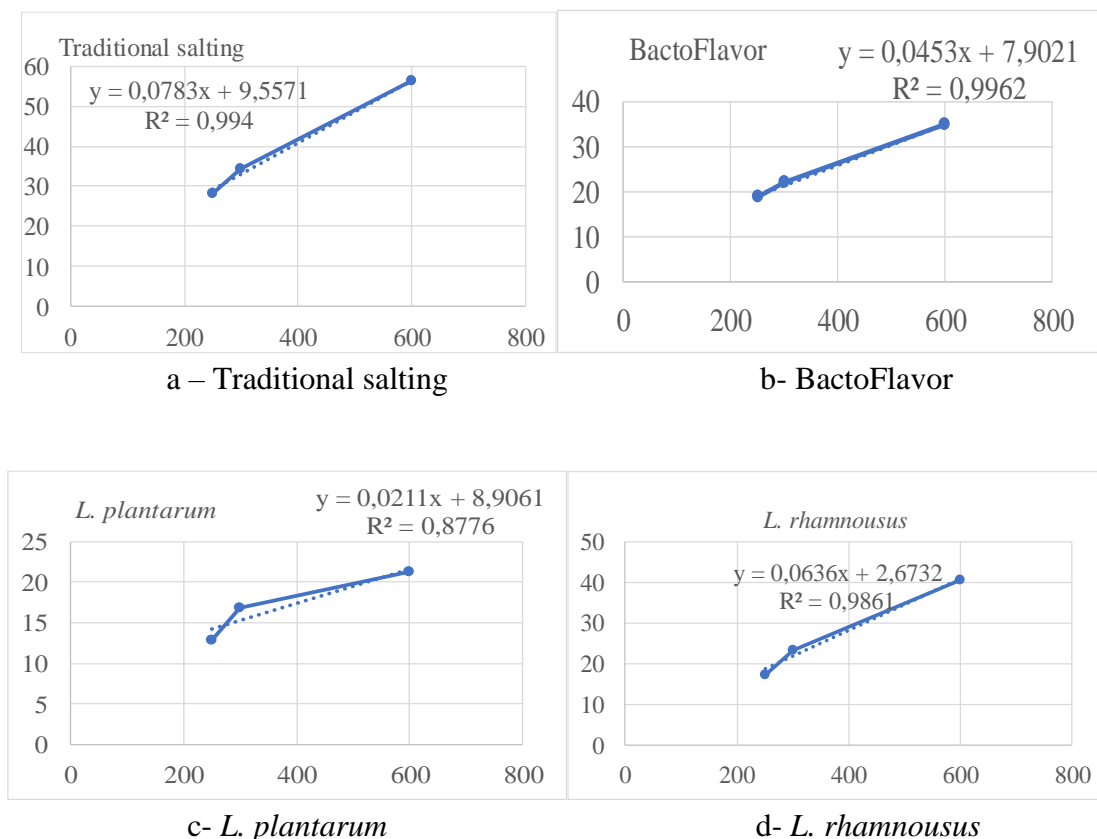 Traditional salting
y = 0,0783x + 9,5571
R² = 0,994
60
50
40
30
20
10
0
0 200 400 600 800
a – Traditional salting
BactoFlavor
y = 0,0453x + 7,9021
R² = 0,9962
40
30
20
10
0
0 200 400 600 800
b- BactoFlavor
L. plantarum
y = 0,0211x + 8,9061
R² = 0,8776
25
20
15
10
5
0
0 200 400 600 800
c- L. plantarum
L. rhamnousus
y = 0,0636x + 2,6732
R² = 0,9861
50
40
30
20
10
0
0 200 400 600 800
d- L. rhamnousus